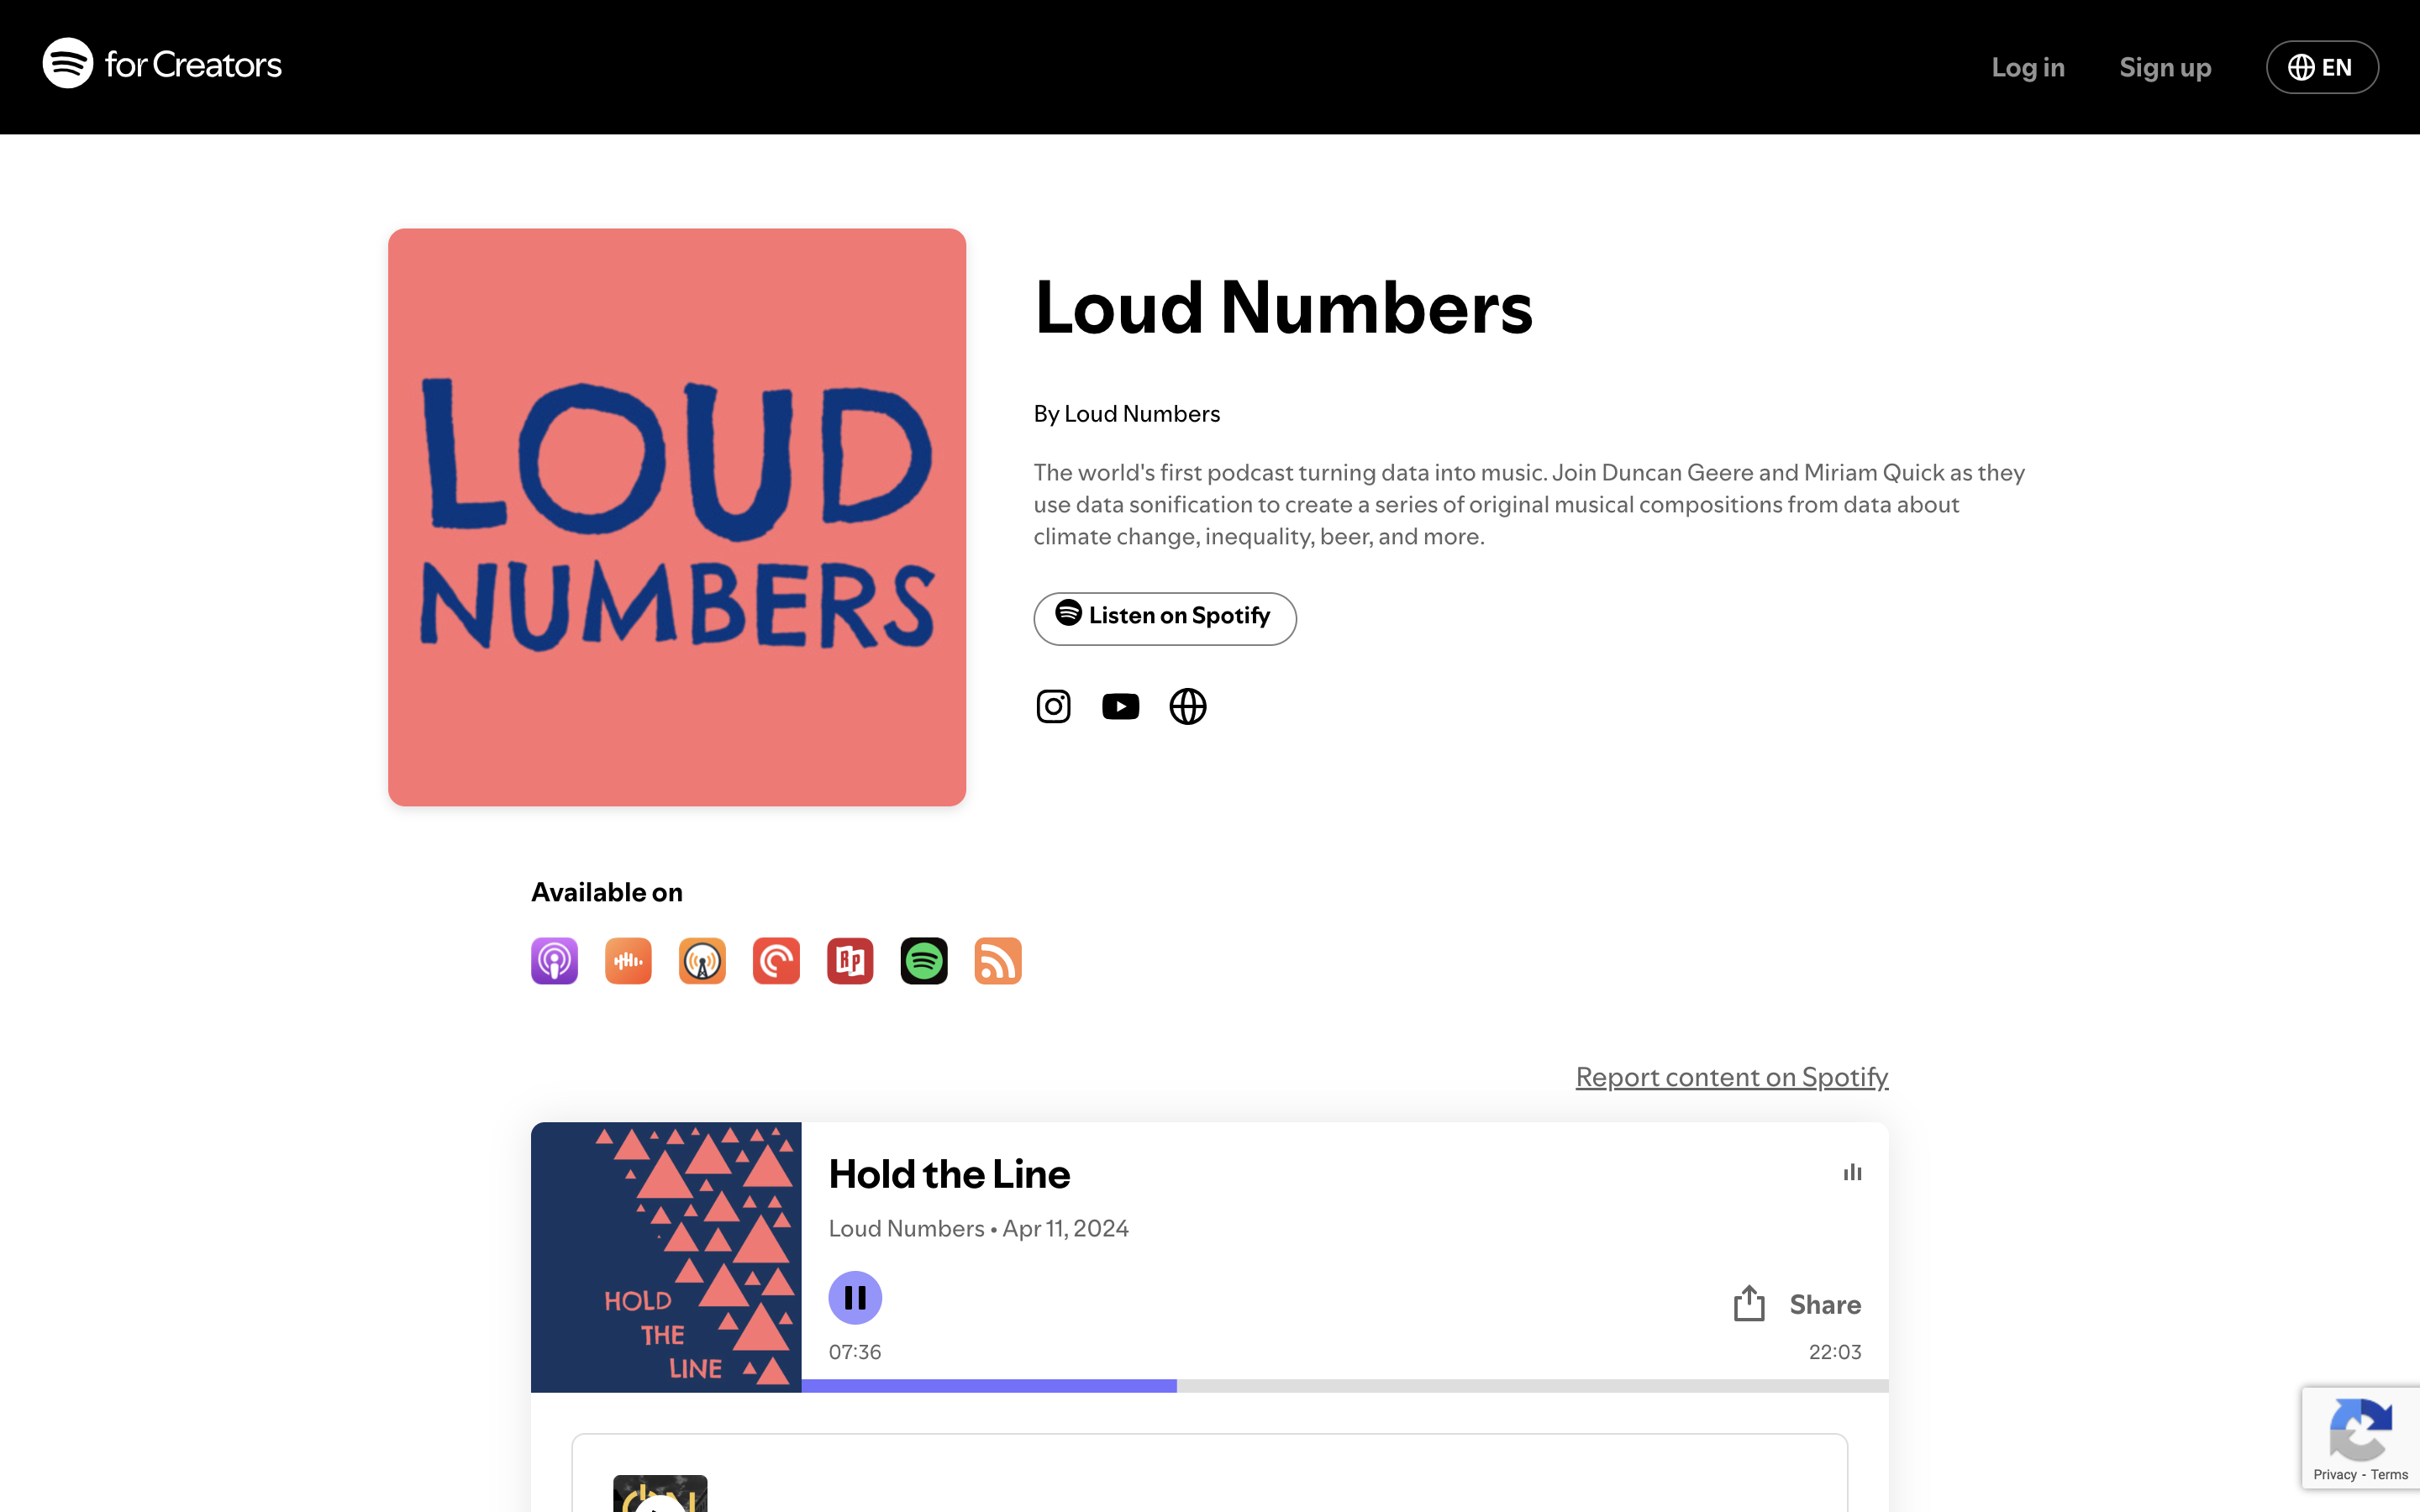 for Creators
Log in
Sign up
EN
LOUD
NUMBERS
Loud Numbers
By Loud Numbers
The world's first podcast turning data into music. Join Duncan Geere and Miriam Quick as they
use data sonification to create a series of original musical compositions from data about
climate change, inequality, beer, and more.
Listen on Spotify
Available on
RP
Report content on Spotify
HOLD
THE
LINE
Hold the Line
Loud Numbers • Apr 11, 2024
Share
07:36
22:03
Privacy - Terms